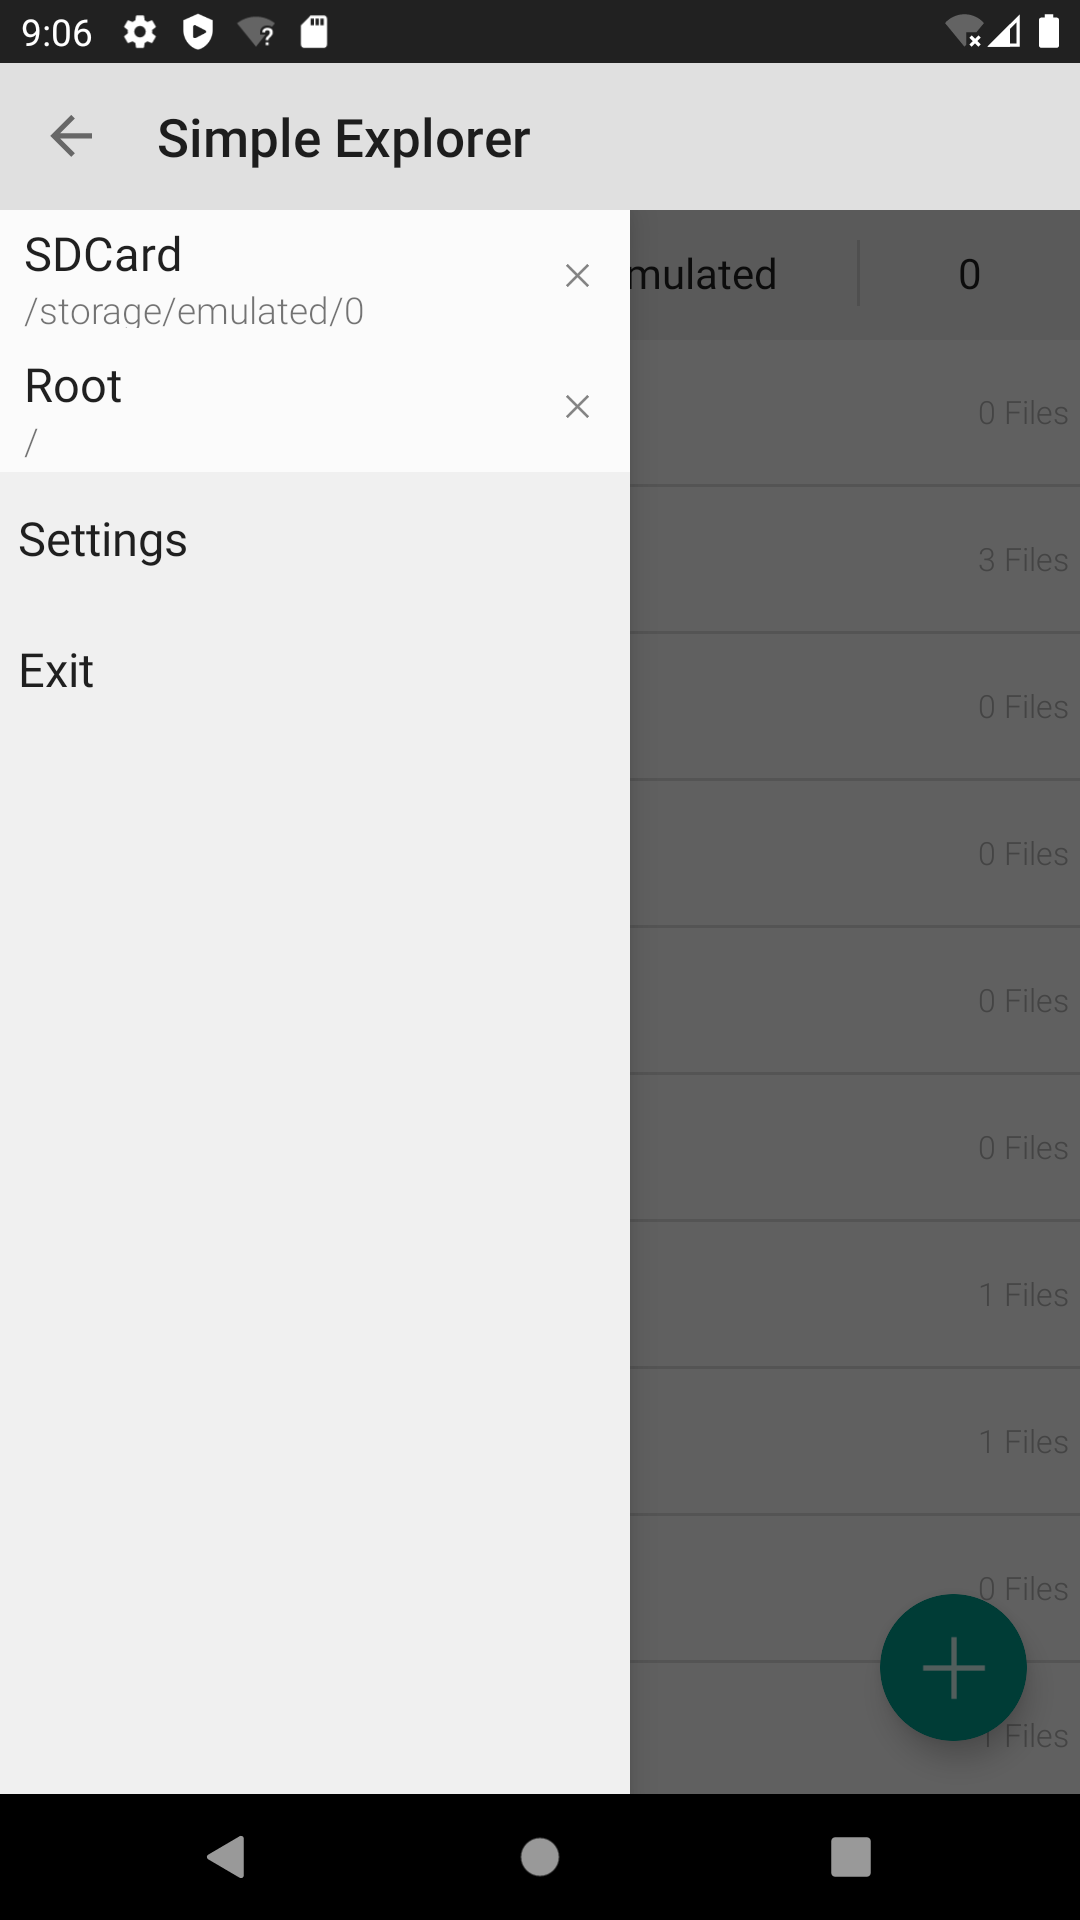 9:06
Simple Explorer
SDCard
/storage/emulated/0
mulated
0
Root
/
0 Files
Settings
3 Files
Exit
0 Files
0 Files
0 Files
0 Files
1 Files
1 Files
0 Files
1 Files